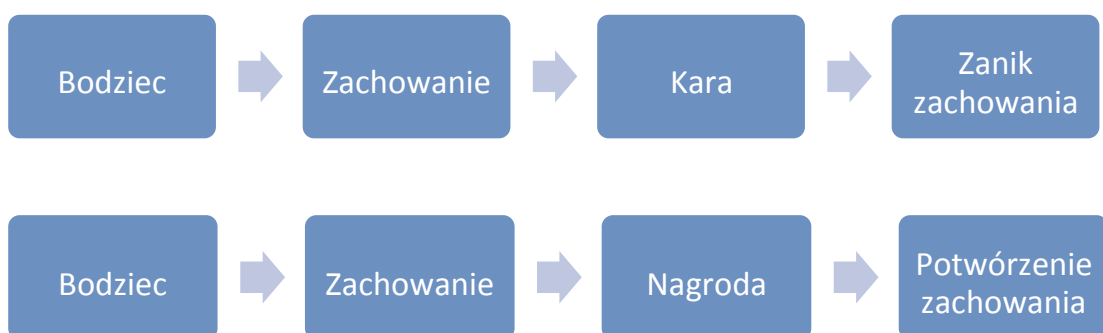 Bodziec
Zachowanie
Kara
Zanik
zachowania
Bodziec
Zachowanie
Nagroda
Potwórzenie
zachowania